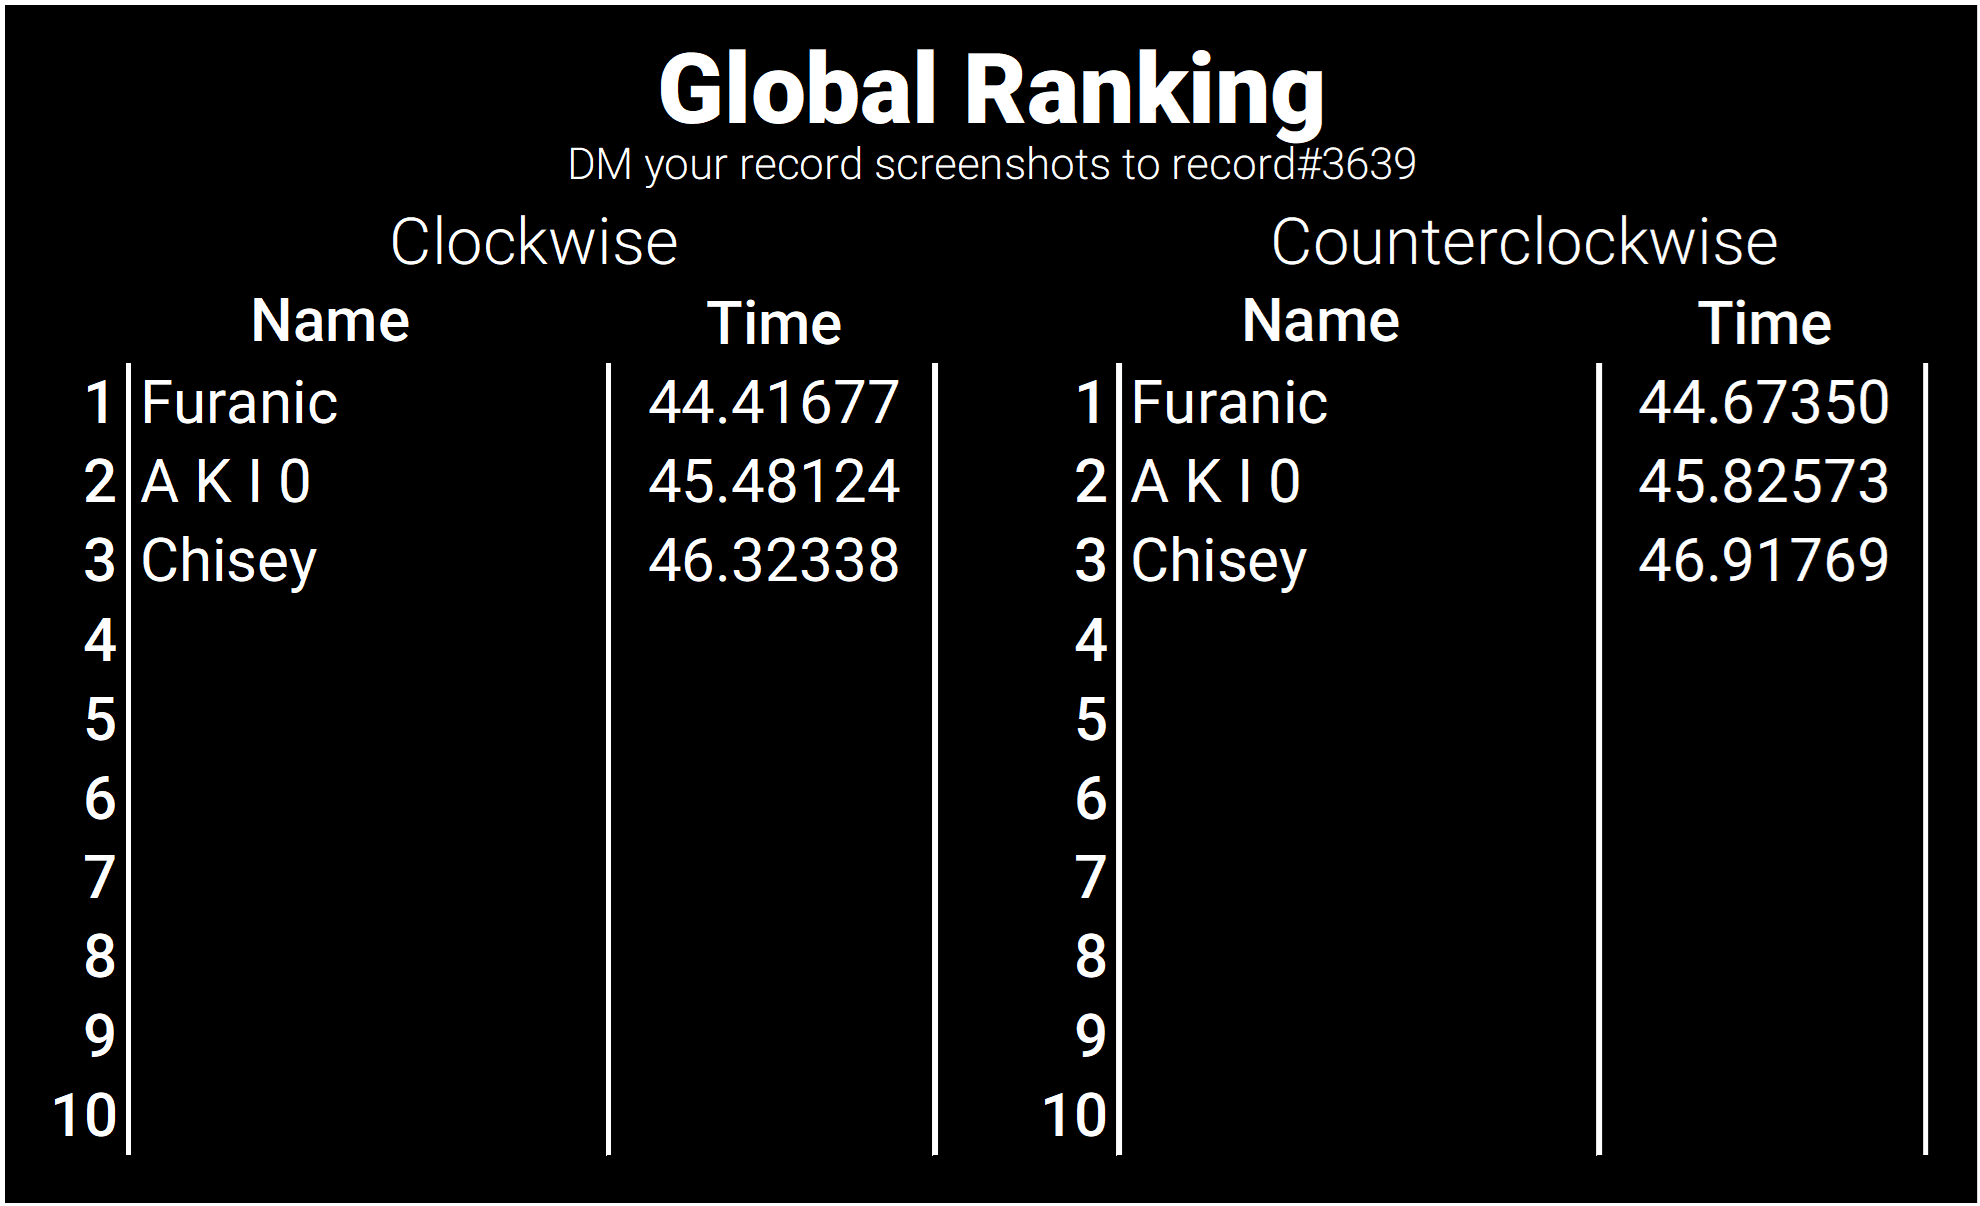 Global Ranking
DM your record screenshots to record#3639
Clockwise
Name Time
1 Furanic 44.41677
2 A K I 0 45.48124
3 Chisey 46.32338
4
5
6
7
8
9
10
Counterclockwise
Name Time
1 Furanic 44.67350
2 A K I 0 45.82573
3 Chisey 46.91769
4
5
6
7
8
9
10